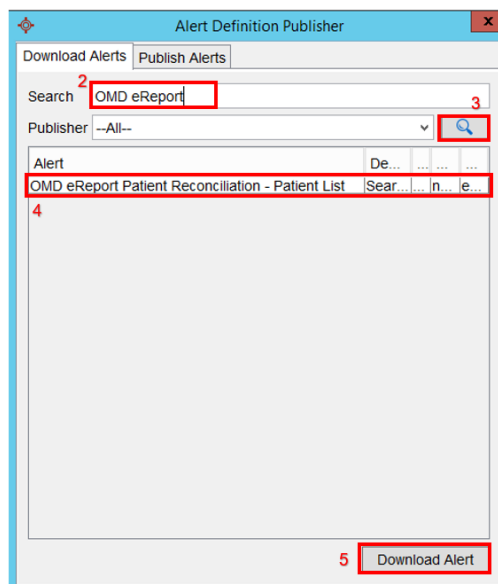 Alert Definition Publisher
x
Download Alerts Publish Alerts
2
Search OMD eReport
3
Publisher --All--
Alert De... ... ... ...
OMD eReport Patient Reconciliation - Patient List Sear... ... n... e...
4
5 Download Alert